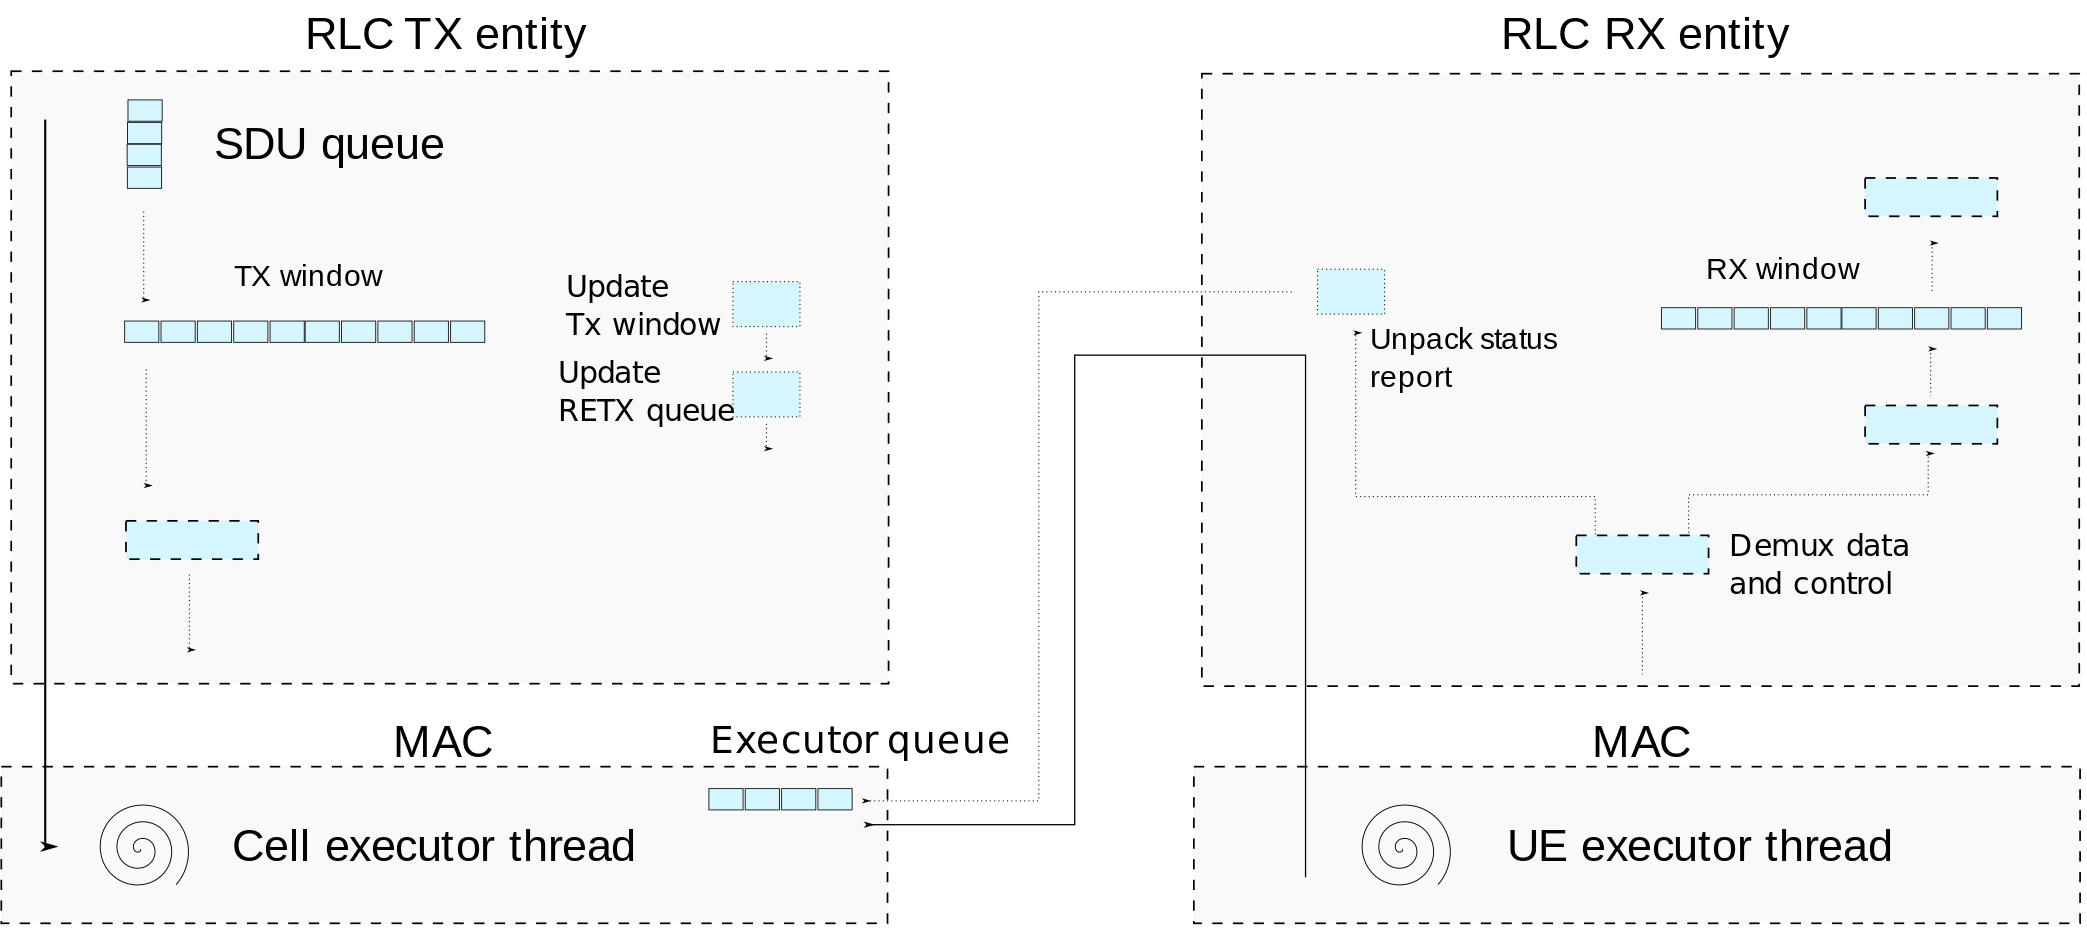 RLC TX entity
SDU queue
TX window
Update
Tx window
Update
RETX queue
MAC
Executor queue
Cell executor thread
RLC RX entity
RX window
Unpack status
report
Demux data
and control
MAC
UE executor thread